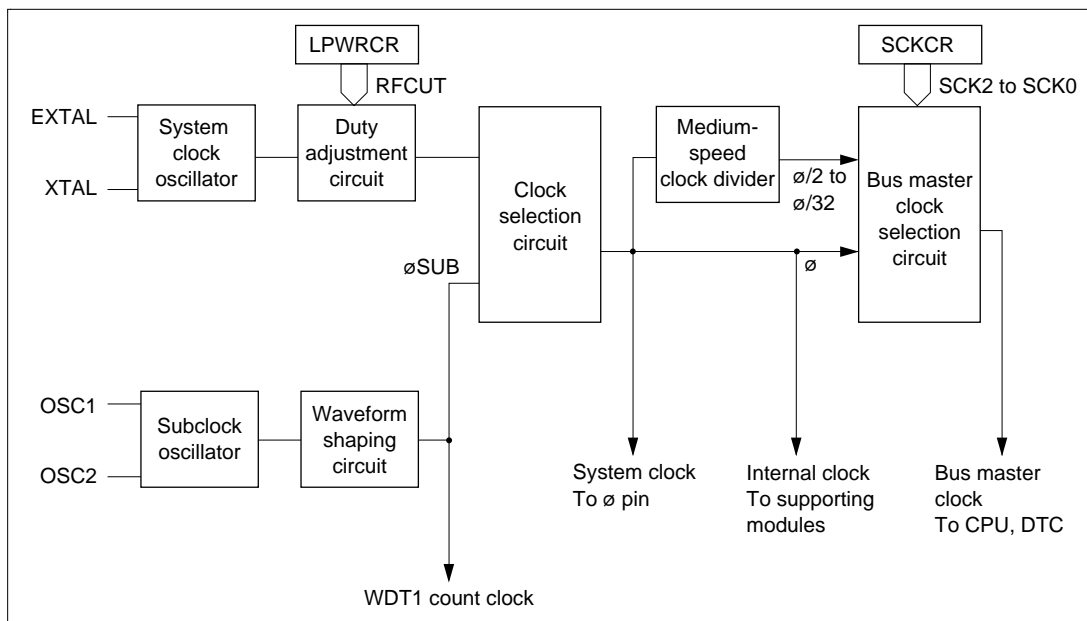 LPWRCR
SCKCR
RFCUT
SCK2 to SCK0
EXTAL
XTAL
System
clock
oscillator
Duty
adjustment
circuit
Clock
selection
circuit
Medium-
speed
clock divider
ø/2 to
ø/32
Bus master
clock
selection
circuit
øSUB
ø
OSC1
OSC2
Subclock
oscillator
Waveform
shaping
circuit
System clock
To ø pin
Internal clock
To supporting
modules
Bus master
clock
To CPU, DTC
WDT1 count clock